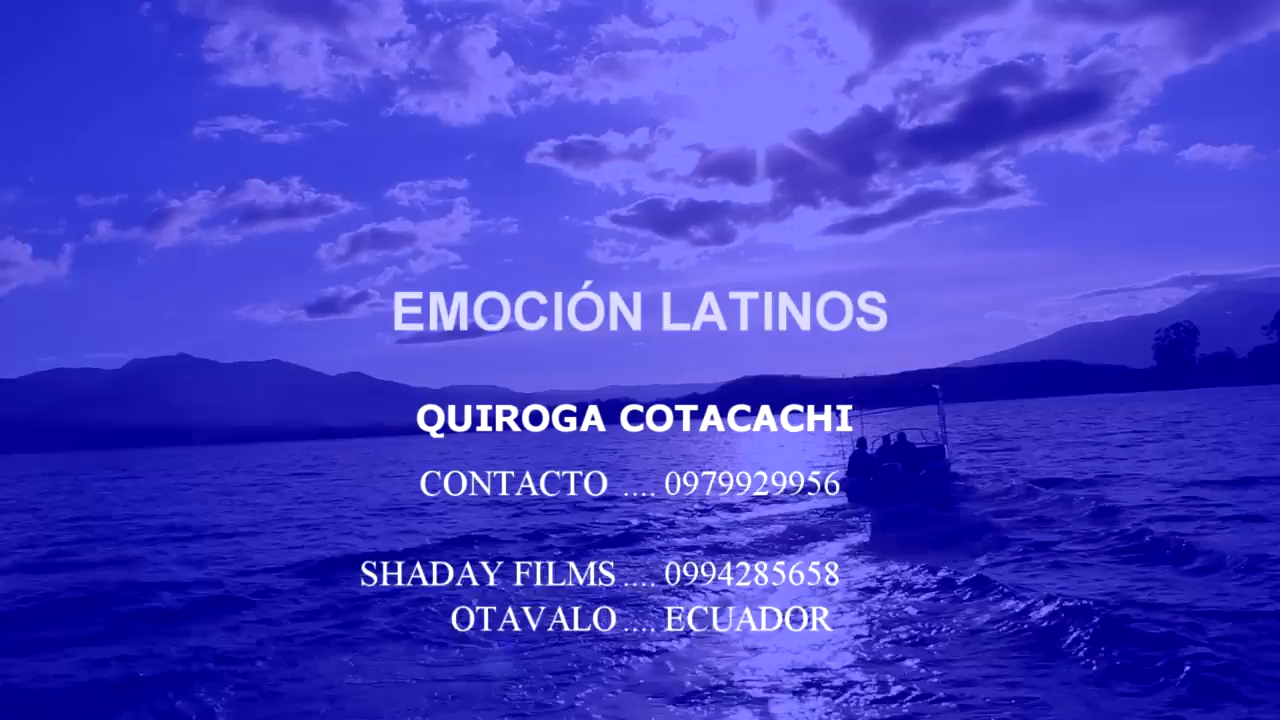 EMOCIÓN LATINOS
QUIROGA COTACACHI
CONTACTO .... 0979929956
SHADAY FILMS .... 0994285658
OTAVALO .... ECUADOR